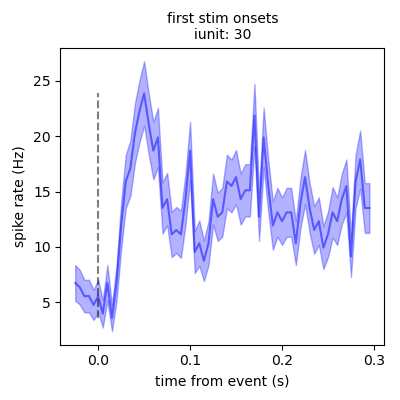 first stim onsets
iunit: 30
spike rate (Hz)
25
20
15
10
5
0.0
0.1
0.2
0.3
time from event (s)